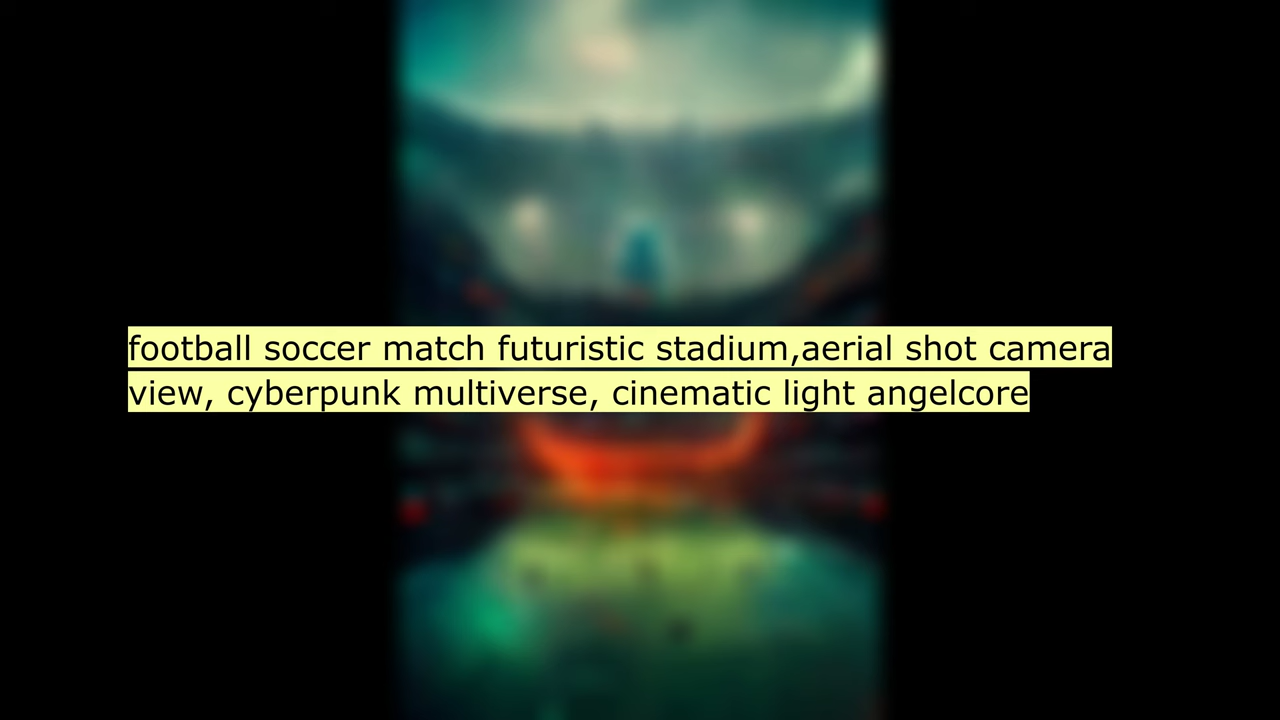 football soccer match futuristic stadium,aerial shot camera
view, cyberpunk multiverse, cinematic light angelcore